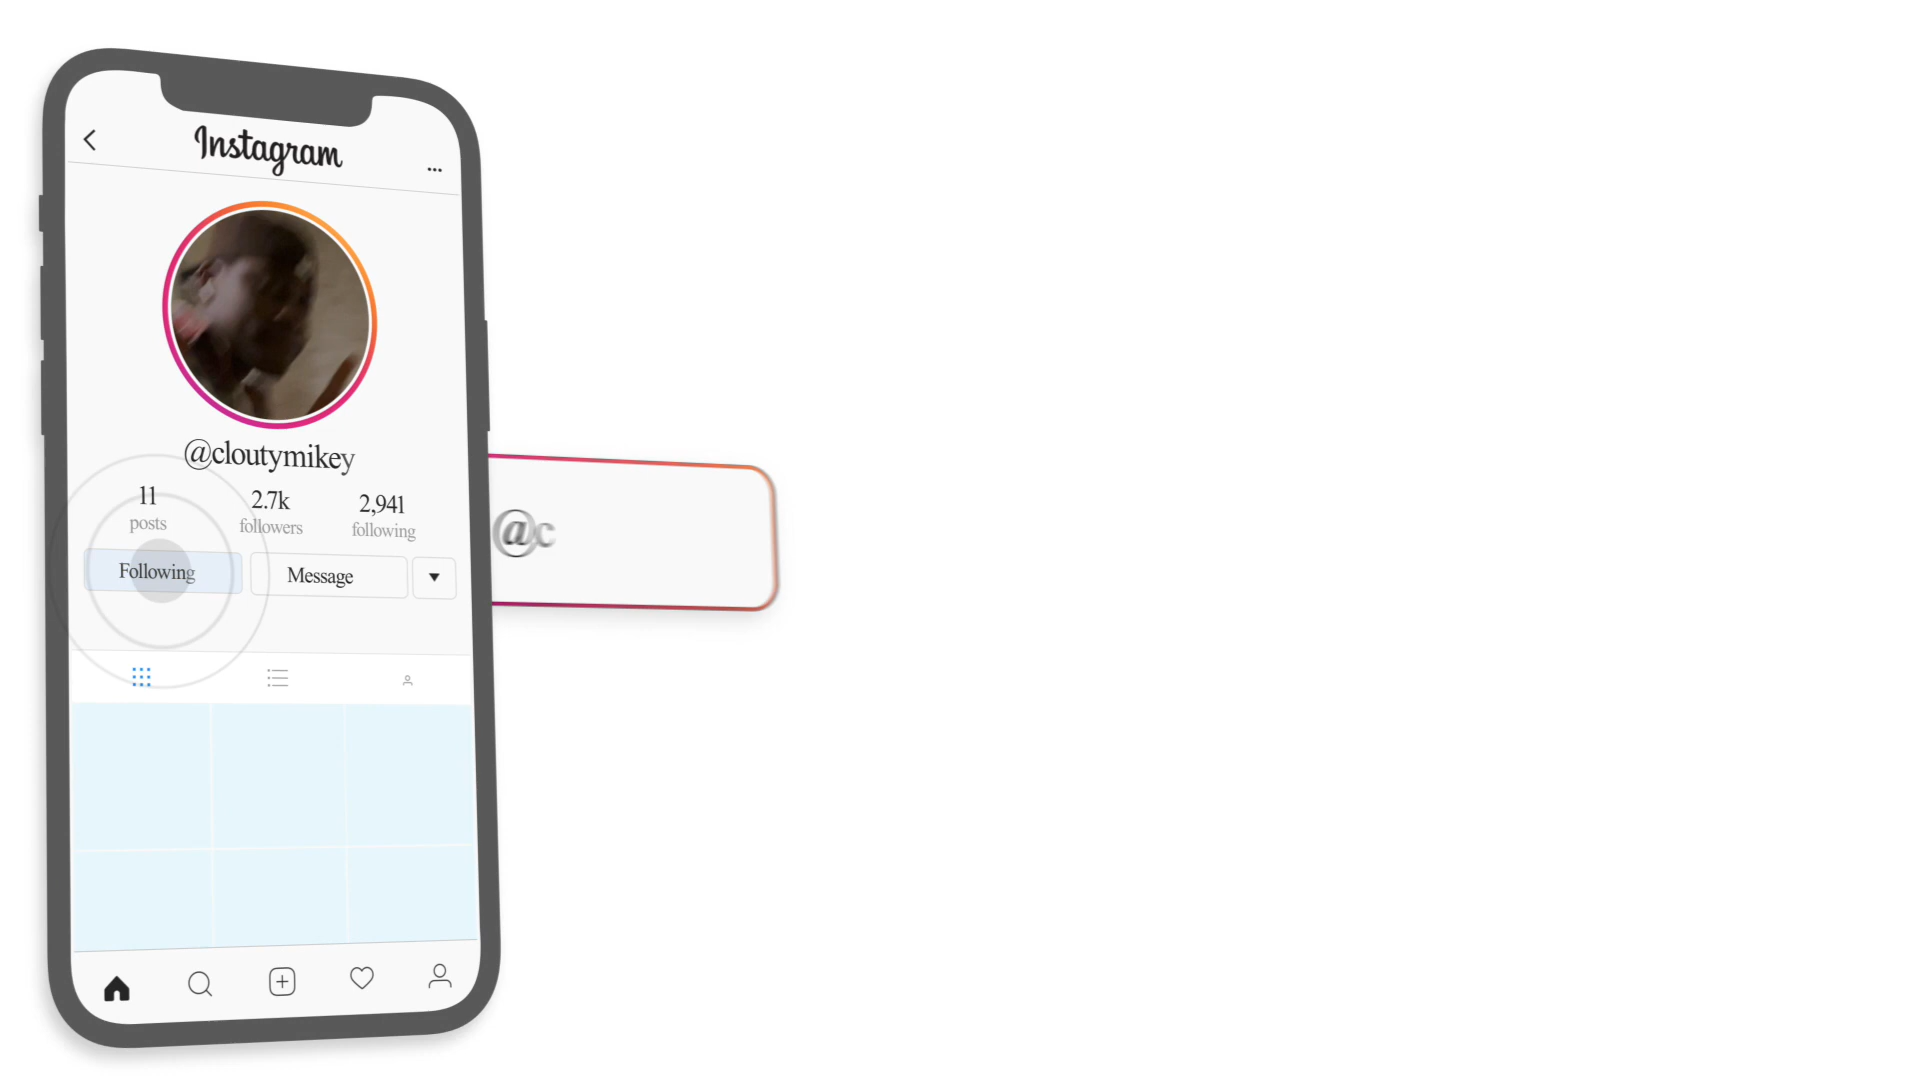 Instagram
@cloutymikey
11 2.7k 2,941
posts followers following
Following Message
@c